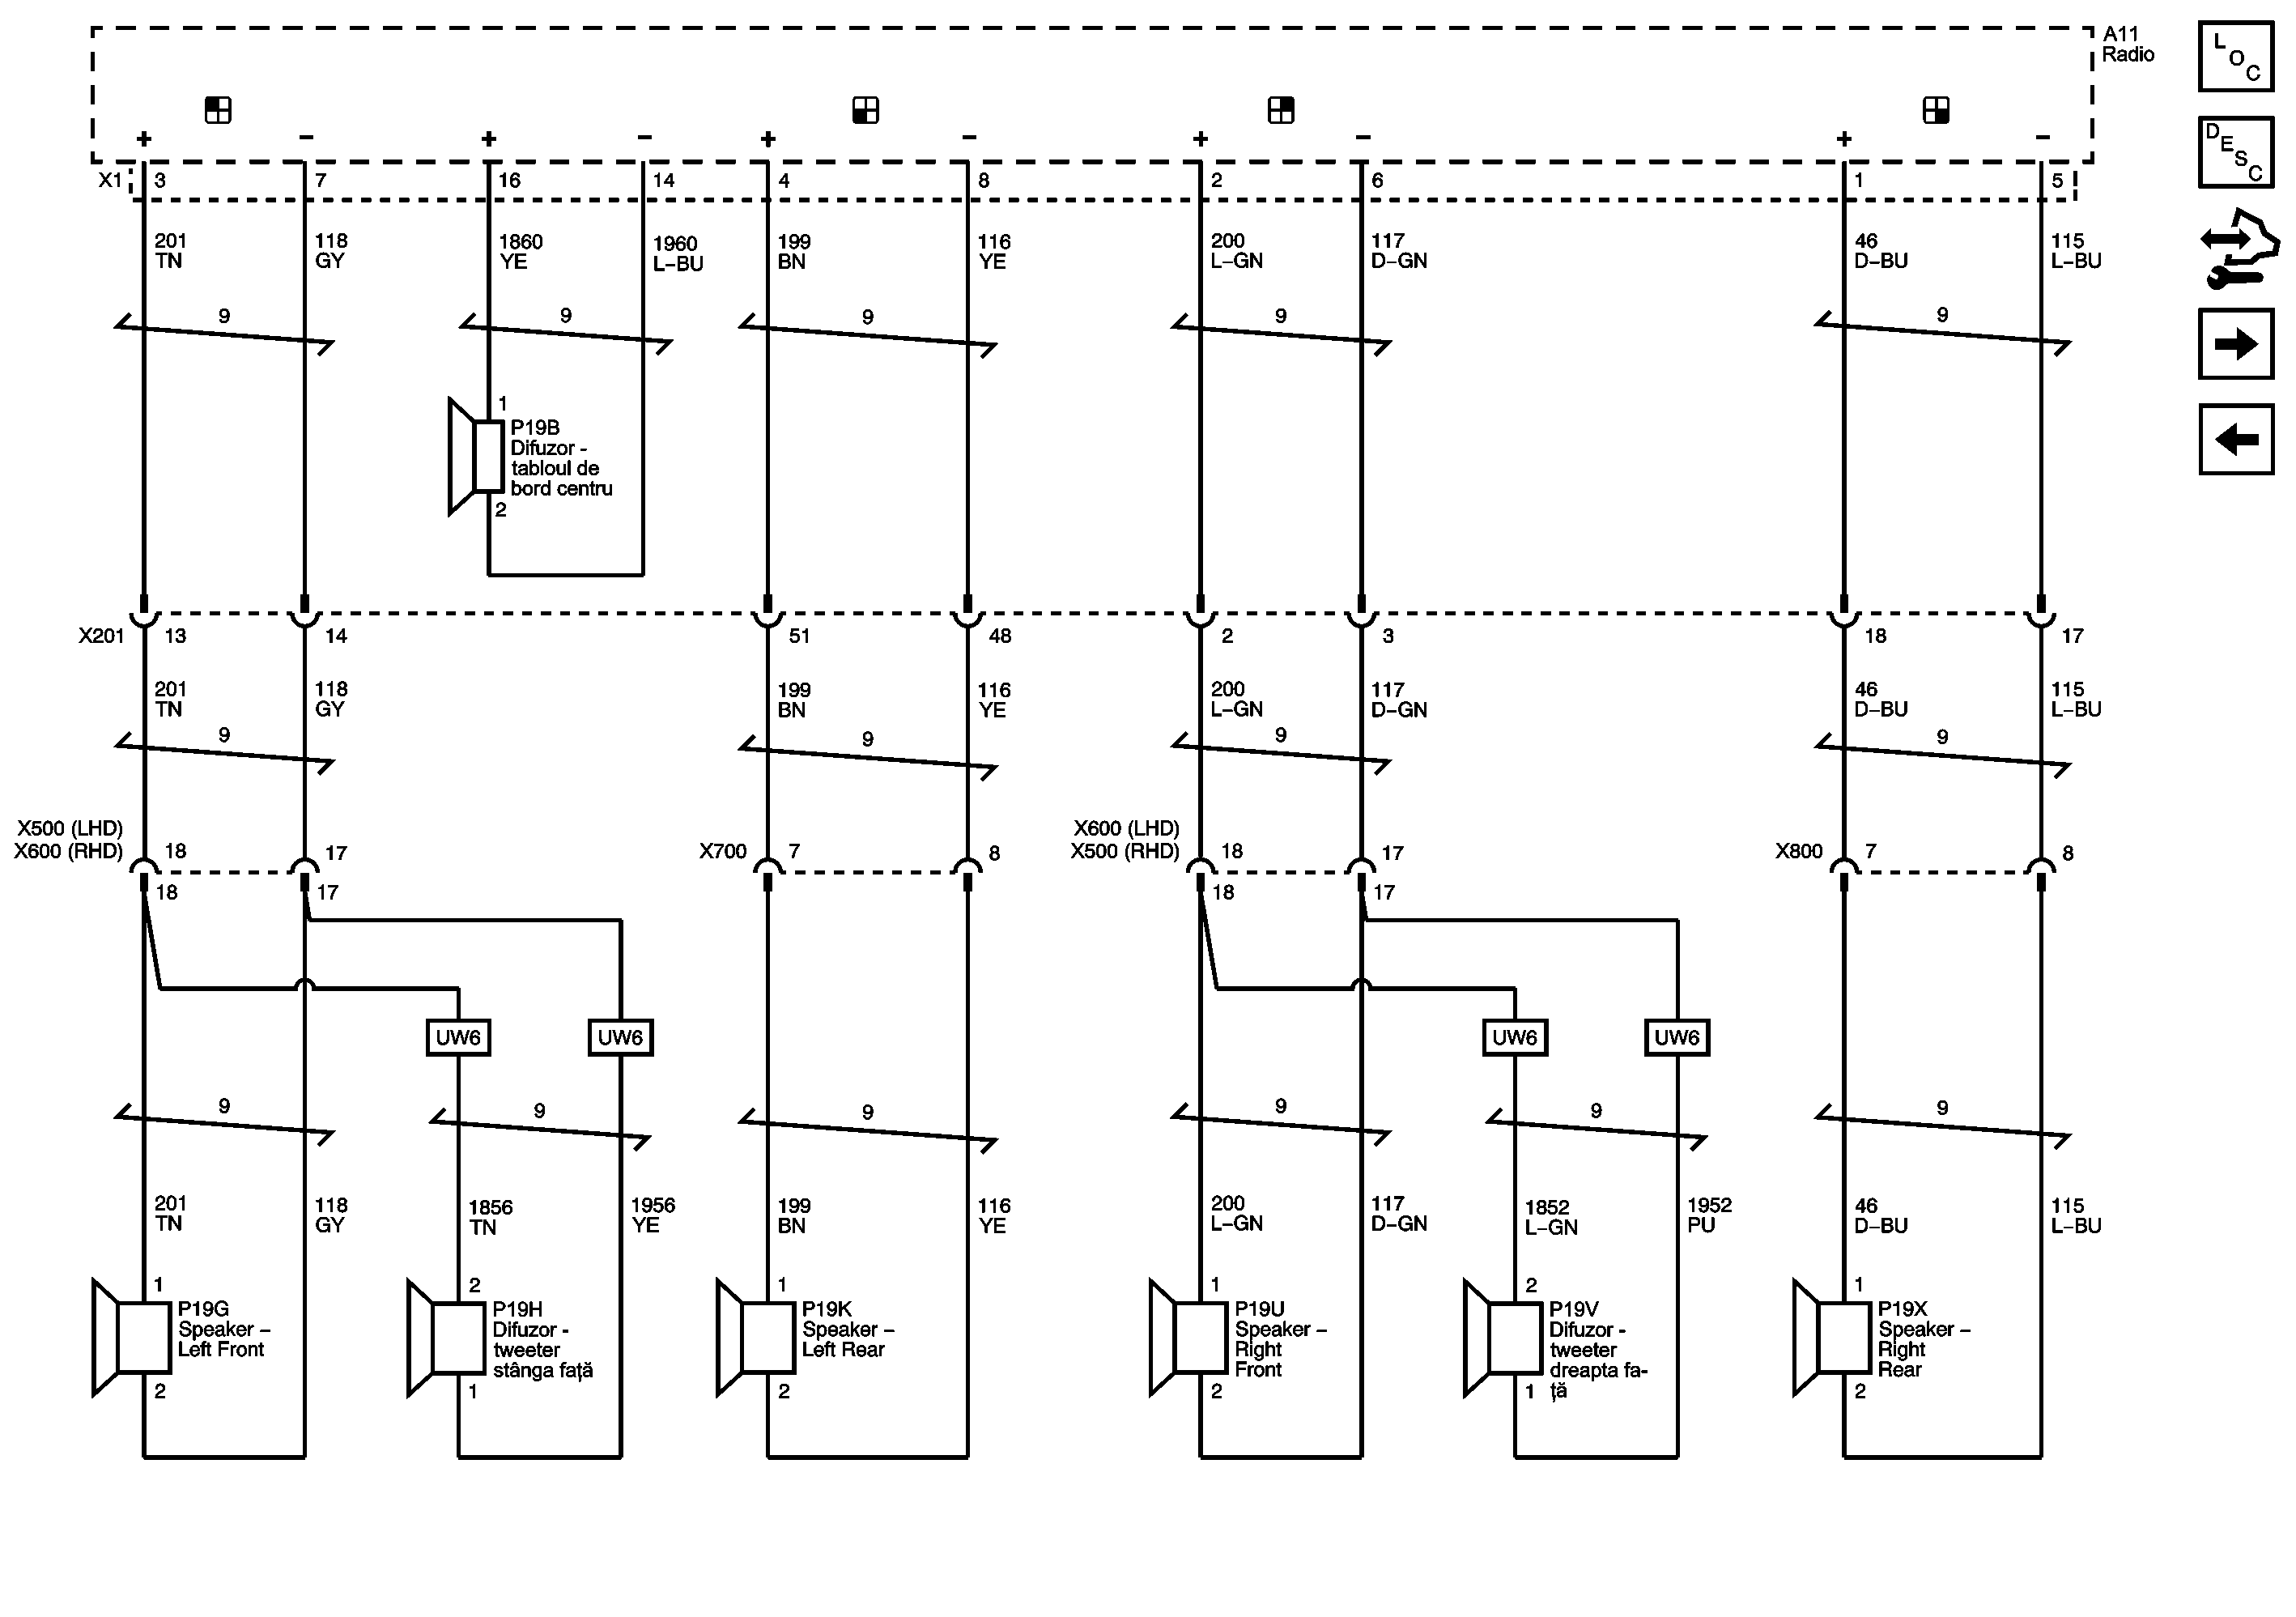 A11
Radio
L
O
C
D
E
S
C
+ − + − + − + − + −
X1 3 7 16 14 4 8 2 6 1 5
201 118 1860 1960 199 116 200 117 46 115
TN GY YE L−BU BN YE L−GN D−GN D−BU L−BU
9 9 9 9 9
1
P19B
Difuzor -
tabloul de
bord centru
2
X201 13 14 51 48 2 3 18 17
201 118 199 116 200 117 46 115
TN GY BN YE L−GN D−GN D−BU L−BU
9 9 9 9
X500 (LHD) X600 (LHD)
X600 (RHD) 18 17 X700 7 8 X500 (RHD) 18 17 X800 7 8
18 17 18 17
UW6 UW6 UW6 UW6
9 9 9 9 9 9
201 118 1856 1956 199 116 200 117 1852 1952 46 115
TN GY TN YE BN YE L−GN D−GN L−GN PU D−BU L−BU
1 2 1 1 2 1
P19G
Speaker −
Left Front
2
P19H
Difuzor -
tweeter
stânga față
1
P19K
Speaker −
Left Rear
2
P19U
Speaker −
Right
Front
2
P19V
Difuzor -
tweeter
dreapta fa-
ță
1
P19X
Speaker −
Right
Rear
2